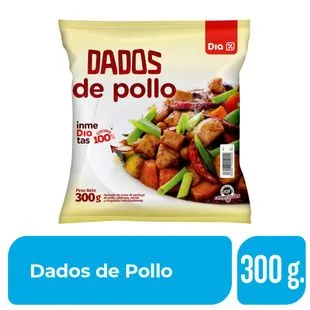 DADOS
de pollo
Dia
inme
Dia
tas
100%
Peso Neto
300g
Dados de Pollo
300 g.